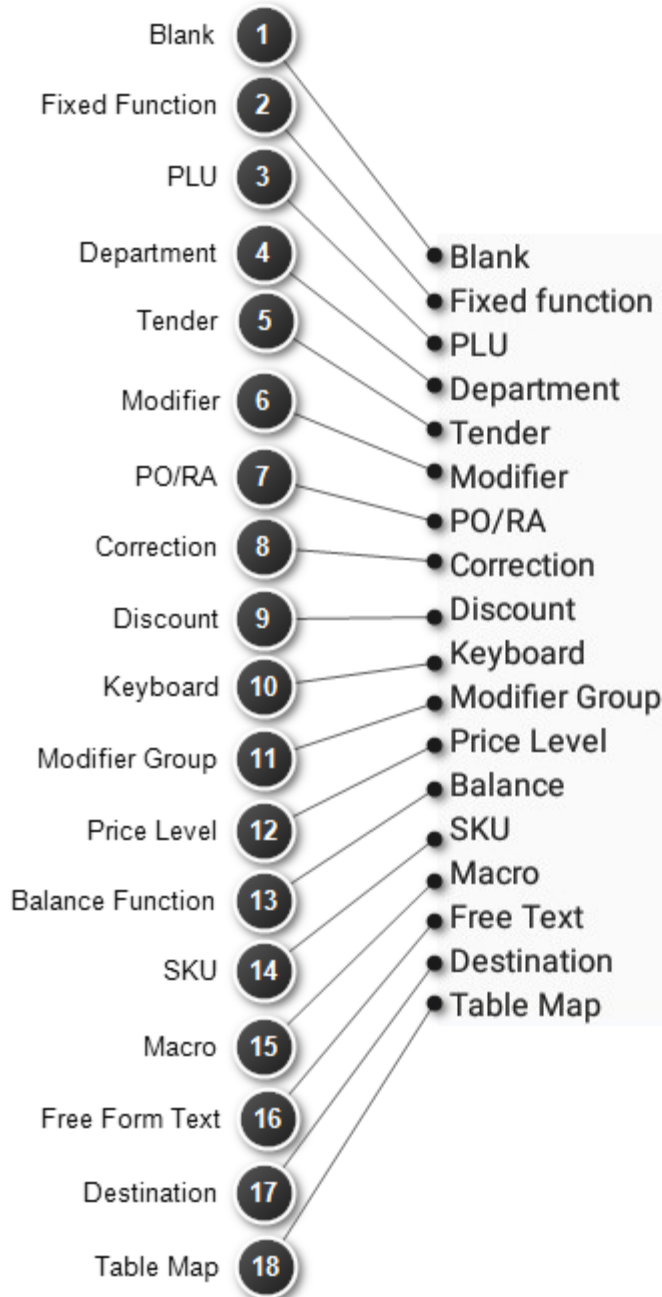 Blank 1
Fixed Function 2
PLU 3
Department 4
Tender 5
Modifier 6
PO/RA 7
Correction 8
Discount 9
Keyboard 10
Modifier Group 11
Price Level 12
Balance Function 13
SKU 14
Macro 15
Free Form Text 16
Destination 17
Table Map 18
Blank
Fixed function
PLU
Department
Tender
Modifier
PO/RA
Correction
Discount
Keyboard
Modifier Group
Price Level
Balance
SKU
Macro
Free Text
Destination
Table Map